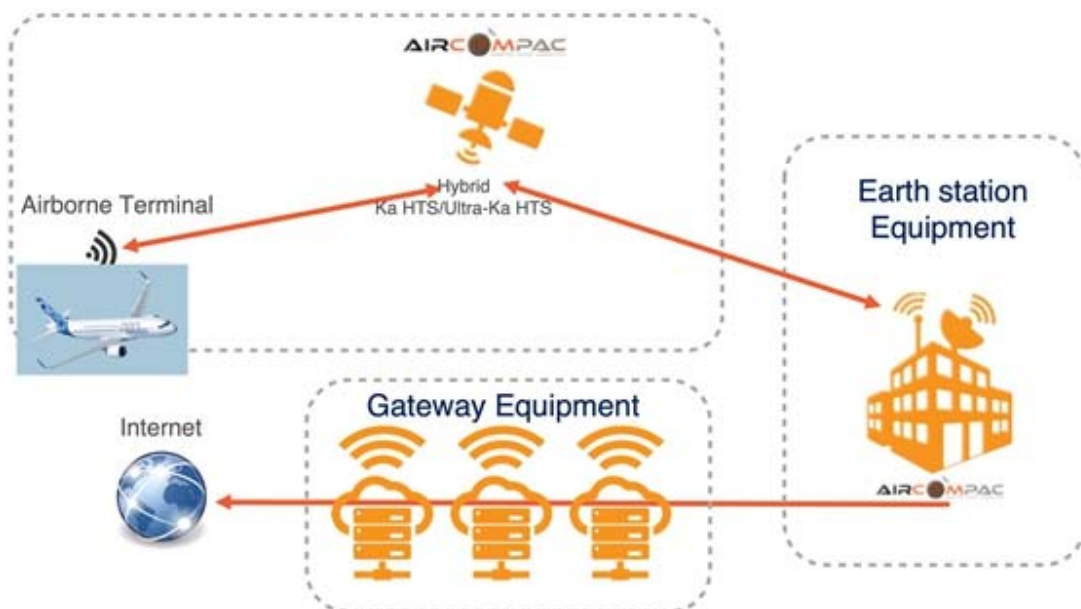 AIRCOMPAC
Hybrid
Ka HTS/Ultra-Ka HTS
Airborne Terminal
Earth station
Equipment
Gateway Equipment
Internet
AIRCOMPAC